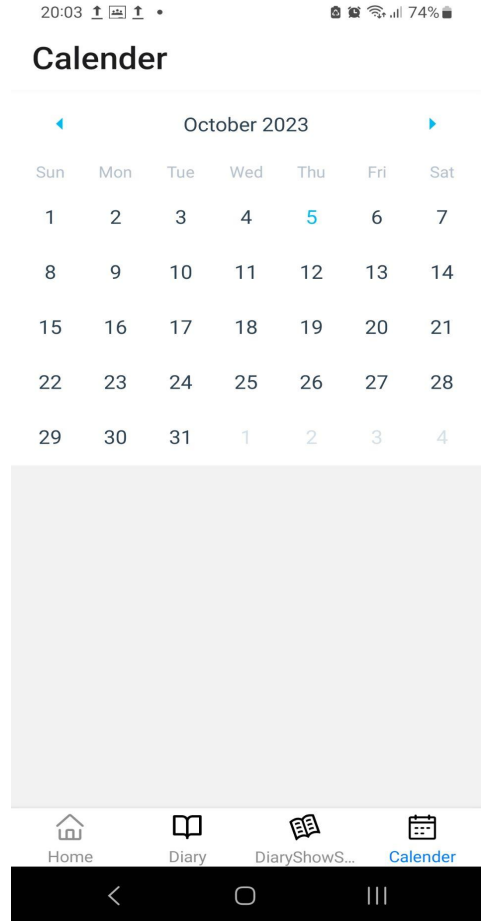 20:03 74%
Calender
October 2023
Sun Mon Tue Wed Thu Fri Sat
1 2 3 4 5 6 7
8 9 10 11 12 13 14
15 16 17 18 19 20 21
22 23 24 25 26 27 28
29 30 31 1 2 3 4
Home Diary DiaryShowS... Calender